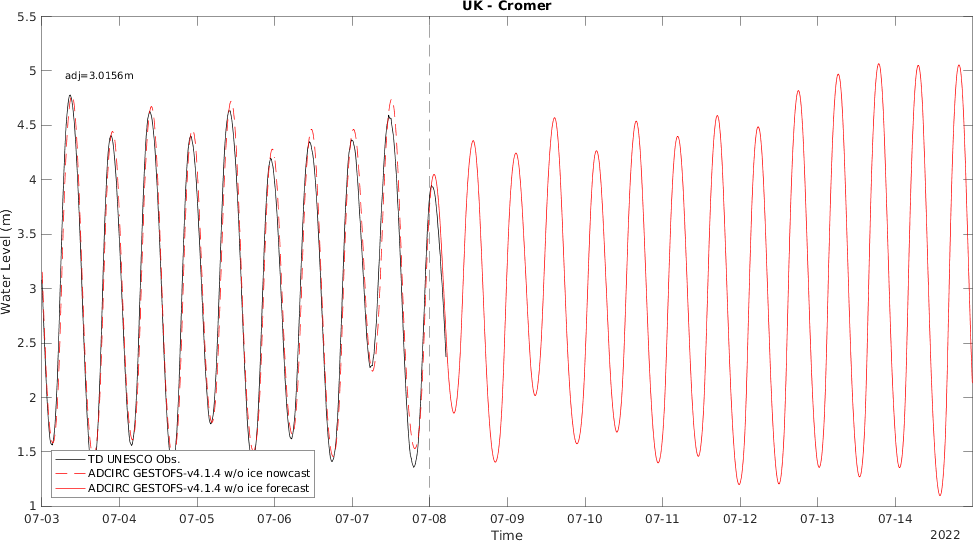 UK - Cromer
adj=3.0156m
5.5
5
4.5
4
3.5
3
2.5
2
1.5
1
Water Level (m)
TD UNESCO Obs.
ADCIRC GESTOFS-v4.1.4 w/o ice nowcast
ADCIRC GESTOFS-v4.1.4 w/o ice forecast
07-03 07-04 07-05 07-06 07-07 07-08 07-09 07-10 07-11 07-12 07-13 07-14
Time
2022